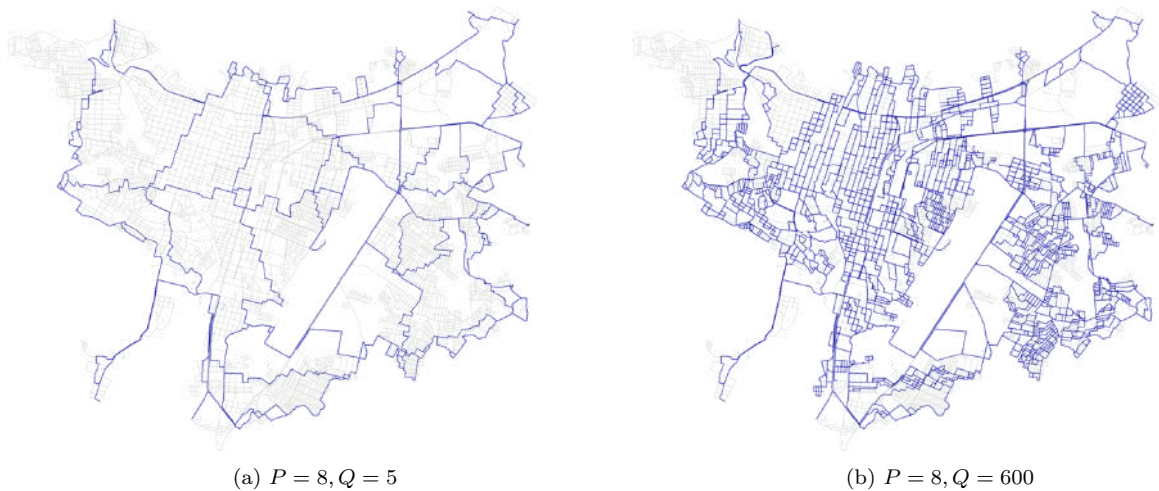 (a) P = 8, Q = 5
(b) P = 8, Q = 600